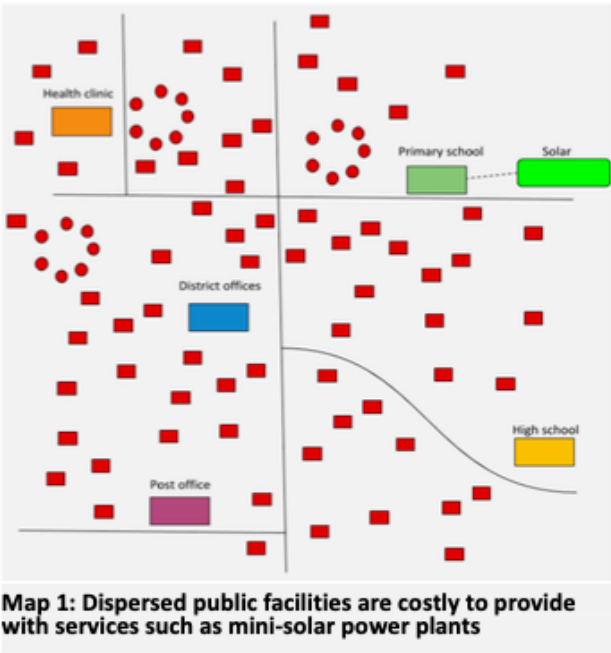 Health clinic
Primary school
Solar
District offices
High school
Post office
Map 1: Dispersed public facilities are costly to provide
with services such as mini-solar power plants